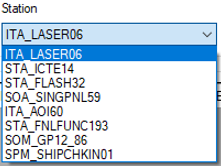 Station
ITA_LASER06
ITA_LASER06
STA_ICTE14
STA_FLASH32
SOA_SINGPNL59
ITA_AOI60
STA_FNLFUNC193
SOM_GP12_86
SPM_SHIPCHKIN01